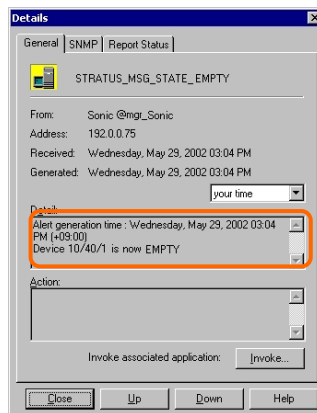 Details
General SNMP Report Status
STRATUS_MSG_STATE_EMPTY
From: Sonic @mgr_Sonic
Address: 192.0.0.75
Received: Wednesday, May 29, 2002 03:04 PM
Generated: Wednesday, May 29, 2002 03:04 PM
your time
Detail:
Alert generation time : Wednesday, May 29, 2002 03:04
PM (+09:00)
Device 10/40/1 is now EMPTY
Action:
Invoke associated application: Invoke...
Close Up Down Help